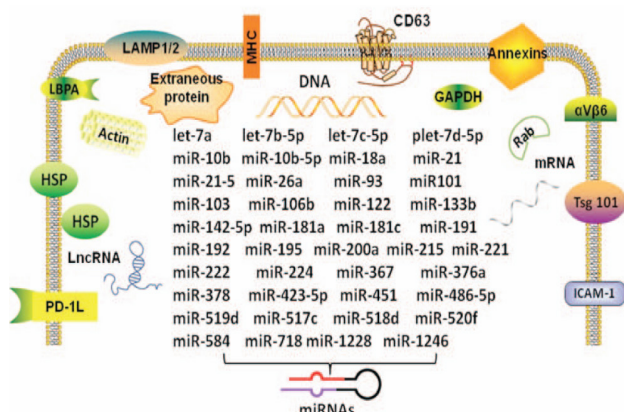 CD63
LAMP1/2
MHC
Annexins
LBPA
Extraneous
protein
DNA
GAPDH
αVβ6
Actin
Rab
mRNA
let-7a let-7b-5p let-7c-5p plet-7d-5p
miR-10b miR-10b-5p miR-18a miR-21
miR-21-5 miR-26a miR-93 miR101
miR-103 miR-106b miR-122 miR-133b
miR-142-5p miR-181a miR-181c miR-191
miR-192 miR-195 miR-200a miR-215 miR-221
miR-222 miR-224 miR-367 miR-376a
miR-378 miR-423-5p miR-451 miR-486-5p
miR-519d miR-517c miR-518d miR-520f
miR-584 miR-718 miR-1228 miR-1246
HSP
HSP
LncRNA
PD-1L
Tsg 101
ICAM-1
miRNAs